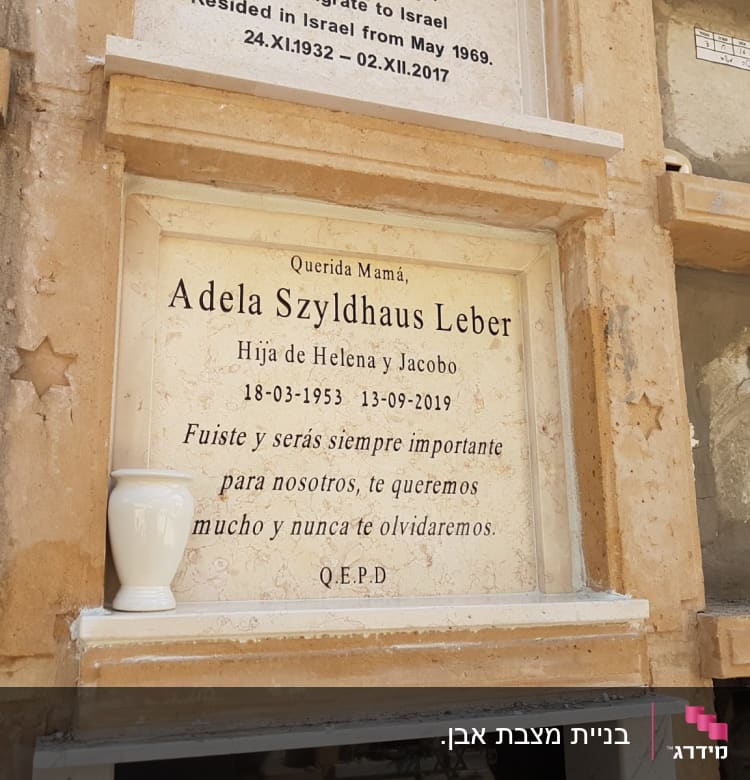 to Israel
Resided in Israel from May 1969.
24.XI.1932 – 02.XII.2017
Querida Mamá,
Adela Szyldhaus Leber
Hija de Helena y Jacobo
18-03-1953 13-09-2019
Fuiste y serás siempre importante
para nosotros, te queremos
mucho y nunca te olvidaremos.
Q.E.P.D
בניית מצבת אבן.
מידרג